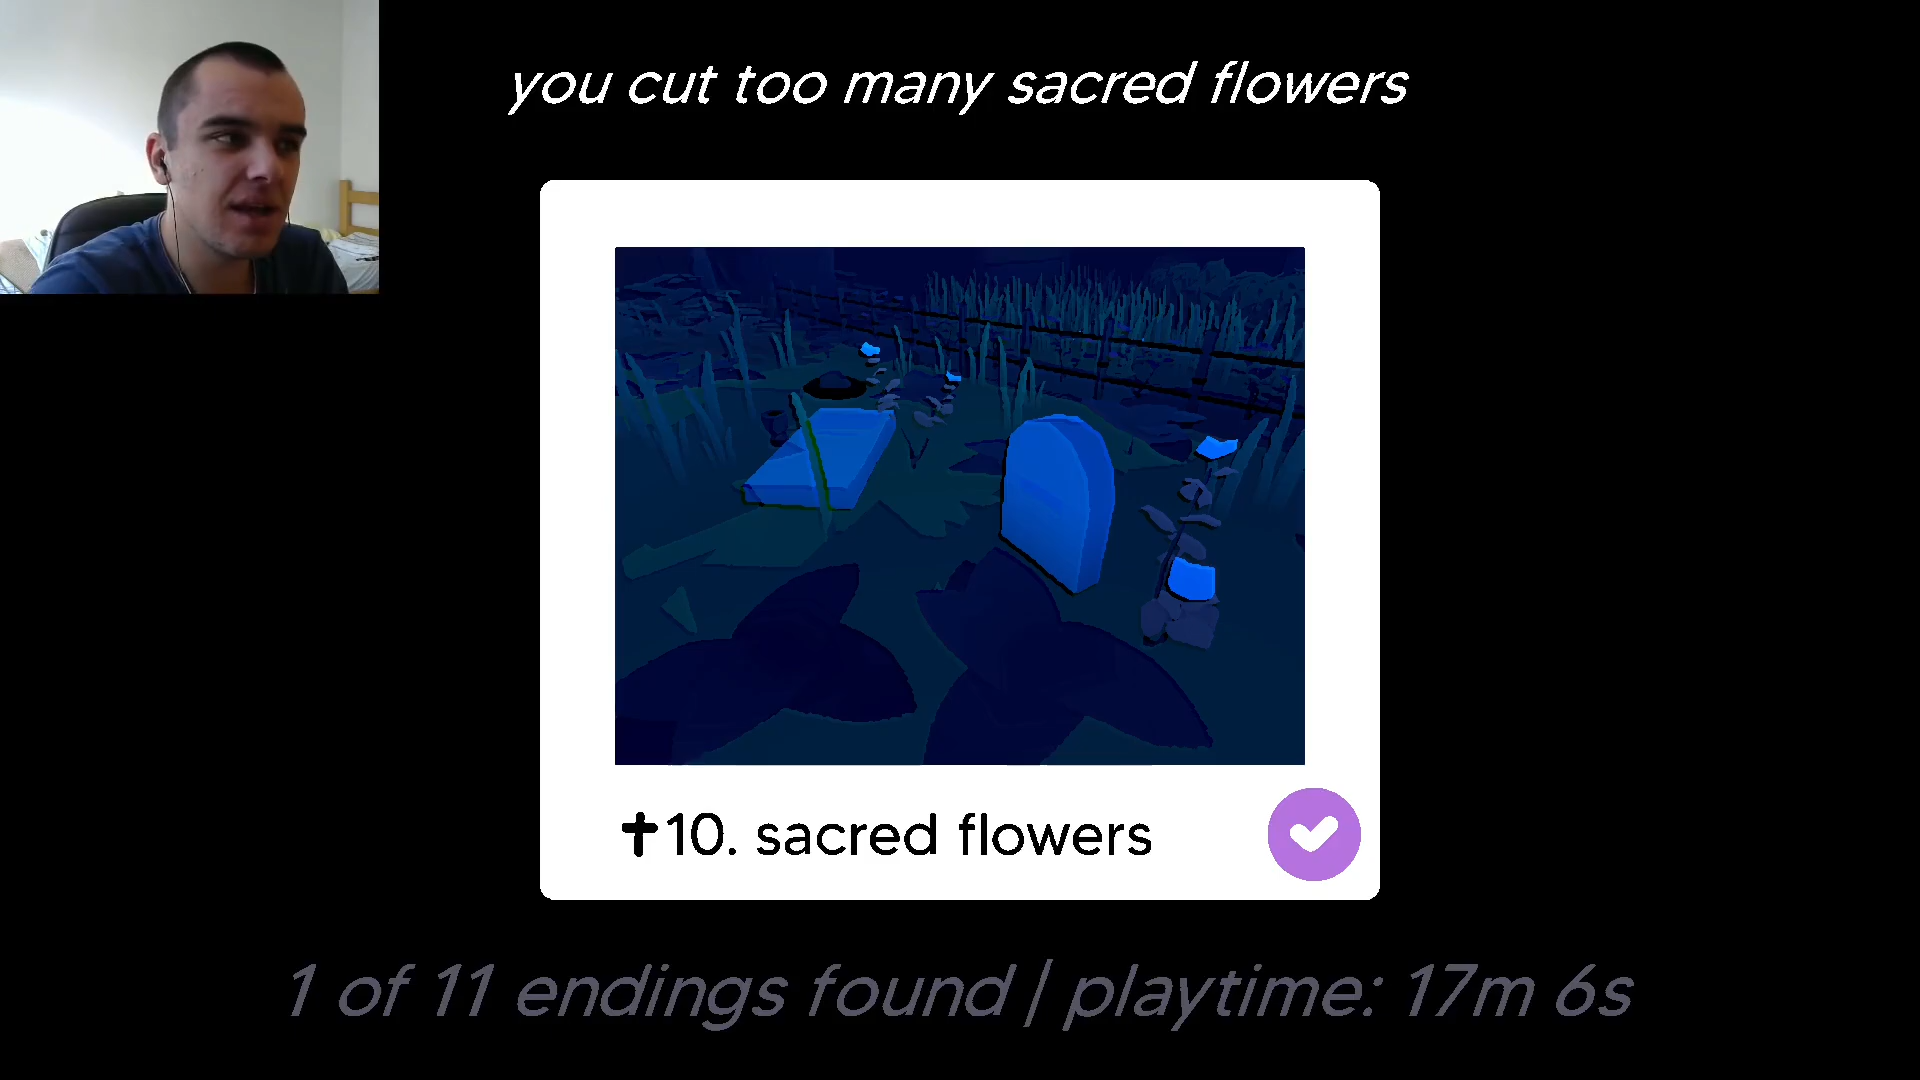 you cut too many sacred flowers
✝10. sacred flowers
1 of 11 endings found | playtime: 17m 6s